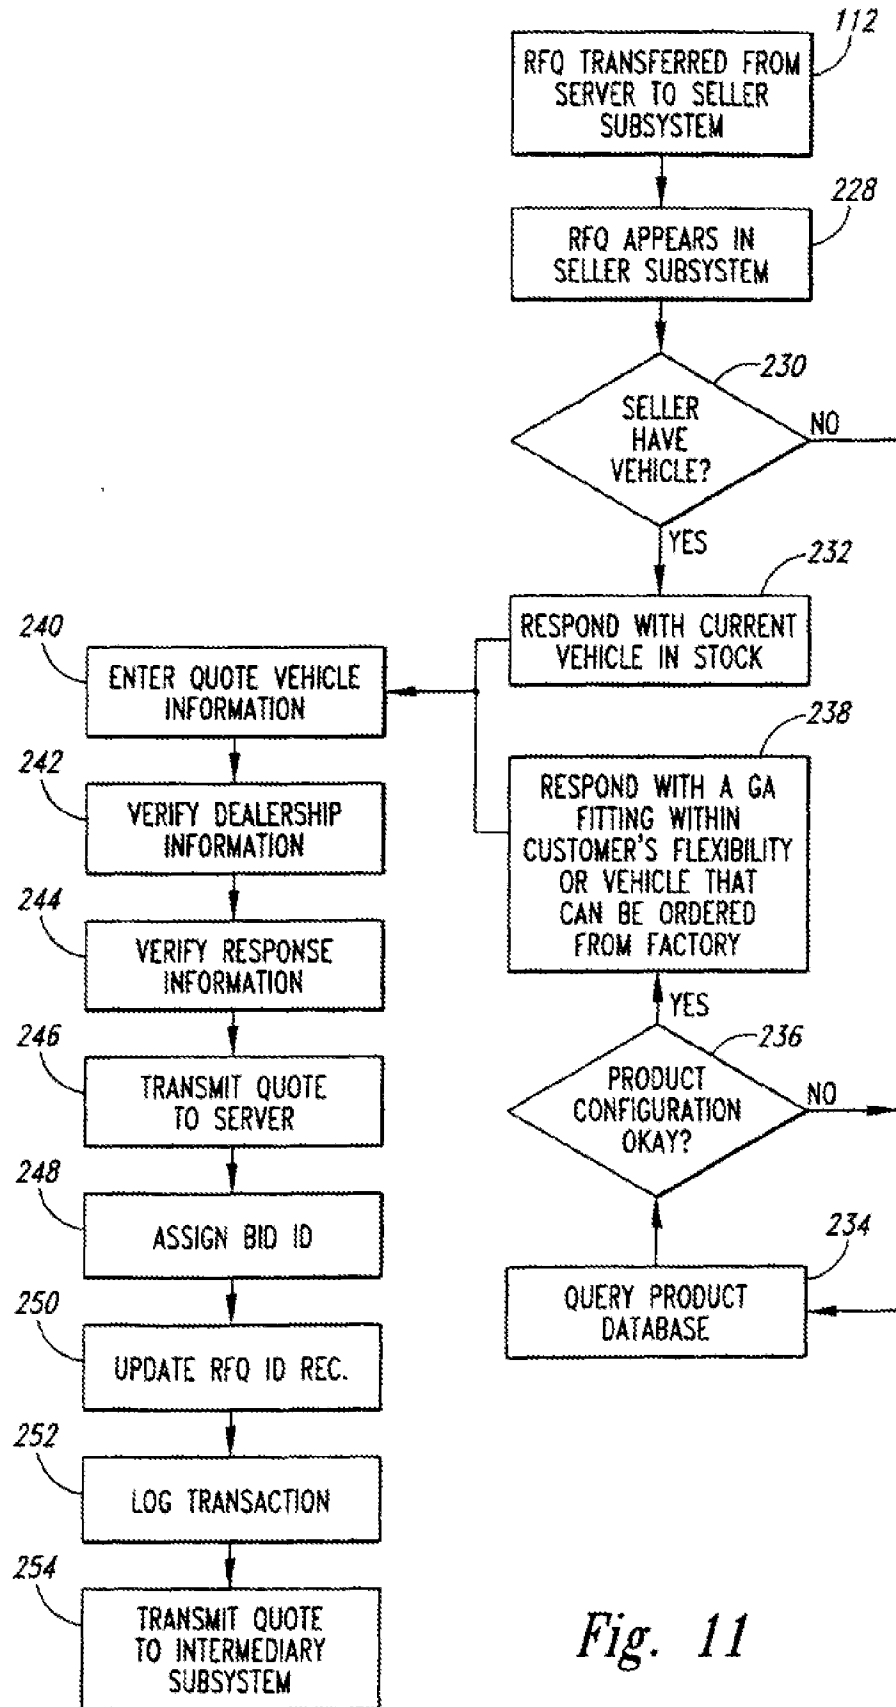 112
RFQ TRANSFERRED FROM
SERVER TO SELLER
SUBSYSTEM
228
RFQ APPEARS IN
SELLER SUBSYSTEM
230
SELLER
HAVE
VEHICLE?
NO
YES
232
RESPOND WITH CURRENT
VEHICLE IN STOCK
238
RESPOND WITH A GA
FITTING WITHIN
CUSTOMER'S FLEXIBILITY
OR VEHICLE THAT
CAN BE ORDERED
FROM FACTORY
YES
236
PRODUCT
CONFIGURATION
OKAY?
NO
234
QUERY PRODUCT
DATABASE
240
ENTER QUOTE VEHICLE
INFORMATION
242
VERIFY DEALERSHIP
INFORMATION
244
VERIFY RESPONSE
INFORMATION
246
TRANSMIT QUOTE
TO SERVER
248
ASSIGN BID ID
250
UPDATE RFQ ID REC.
252
LOG TRANSACTION
254
TRANSMIT QUOTE
TO INTERMEDIARY
SUBSYSTEM
Fig. 11